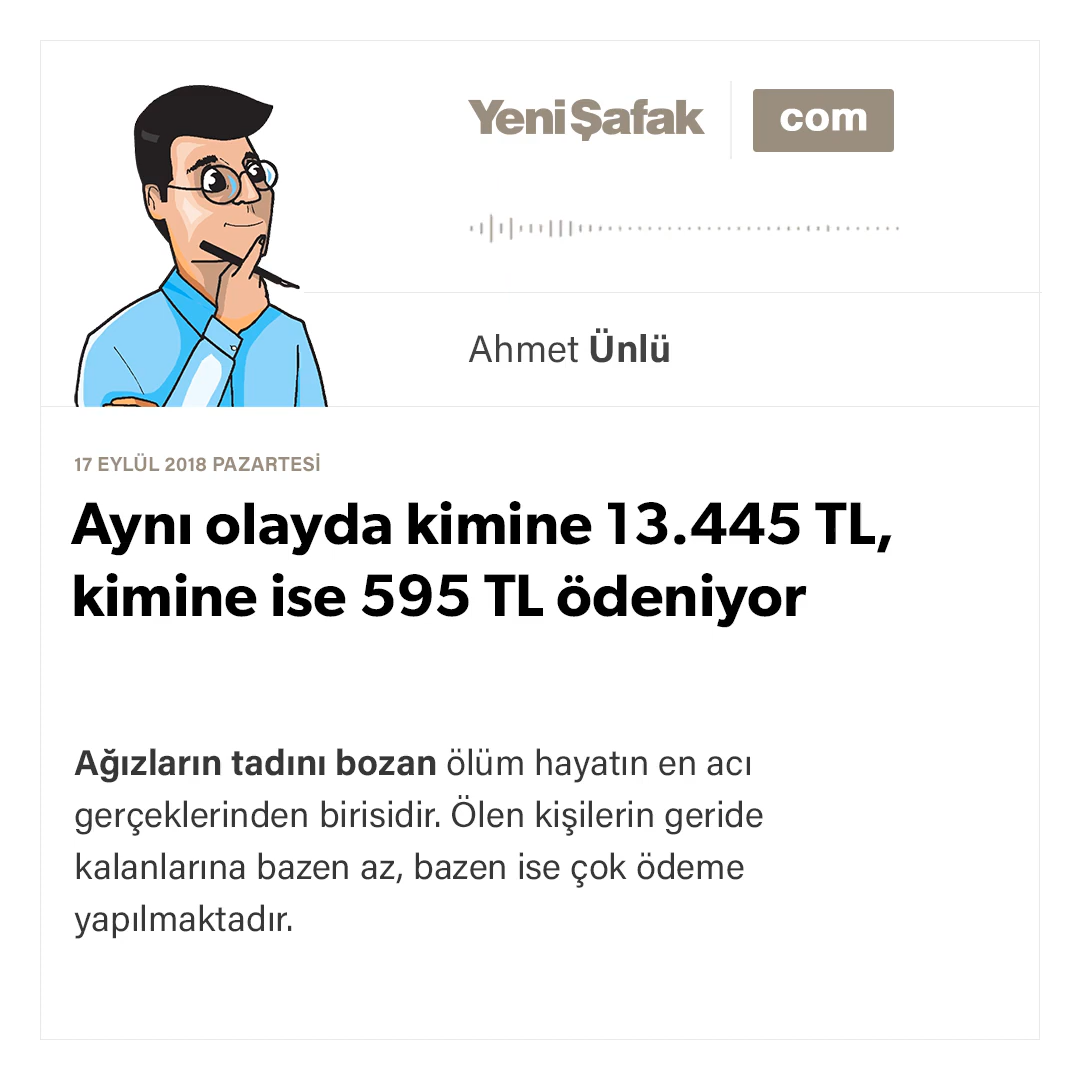 YeniŞafak
com
Ahmet Ünlü
17 EYLÜL 2018 PAZARTESİ
Aynı olayda kimine 13.445 TL,
kimine ise 595 TL ödeniyor
Ağızların tadını bozan ölüm hayatın en acı
gerçeklerinden birisidir. Ölen kişilerin geride
kalanlarına bazen az, bazen ise çok ödeme
yapılmaktadır.